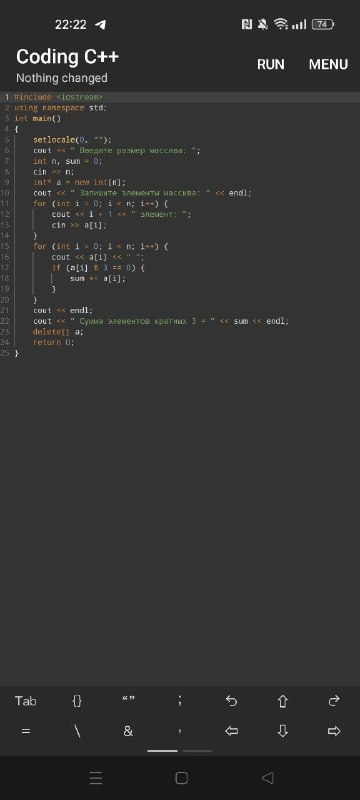 22:22
74
Coding C++
Nothing changed
RUN
MENU
1 #include <iostream>
2 using namespace std;
3 int main()
4 {
5 setlocale(0, "");
6 cout << " Введите размер массива: ";
7 int n, sum = 0;
8 cin >> n;
9 int* a = new int[n];
10 cout << " Запишите элементы массива: " << endl;
11 for (int i = 0; i < n; i++) {
12 cout << i + 1 << " элемент: ";
13 cin >> a[i];
14 }
15 for (int i = 0; i < n; i++) {
16 cout << a[i] << " ";
17 if (a[i] % 3 == 0) {
18 sum += a[i];
19 }
20 }
21 cout << endl;
22 cout << " Сумма элементов кратных 3 = " << sum << endl;
23 delete[] a;
24 return 0;
25 }
Tab {} “” ;
= \ & ,